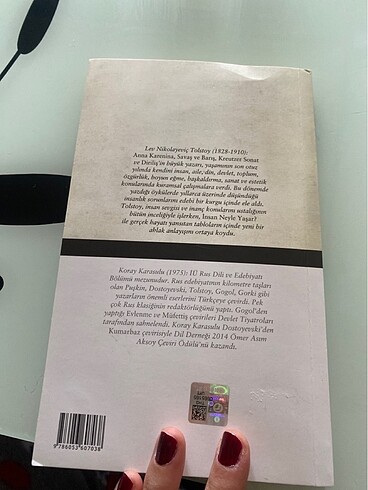 Lev Nikolayeviç Tolstoy (1828-1910):
Anna Karenina, Savaş ve Barış, Kreutzer Sonat
ve Diriliş'in büyük yazarı, yaşamının son otuz
yılında kendini insan, aile, din, devlet, toplum,
özgürlük, boyun eğme, başkaldırma, sanat ve estetik
konularında kuramsal çalışmalara verdi. Bu dönemde
yazdığı öykülerde yıllarca üzerinde düşündüğü
insanlık sorunlarını edebi bir kurgu içinde ele aldı.
Tolstoy, insan sevgisi ve inanç konularını ustalığının
bütün inceliğiyle işlerken, İnsan Neyle Yaşar?
ile gerçek hayatı yansıtan tabloların içinde yeni bir
ahlak anlayışını ortaya koydu.
Koray Karasulu (1975): IU Rus Dili ve Edebiyatı
Bölümü mezunudur. Rus edebiyatının kilometre taşları
olan Puşkin, Dostoyevski, Tolstoy, Gogol, Gorki gibi
yazarların önemli eserlerini Türkçeye çevirdi. Pek
çok Rus klasiğinin redaktörlüğünü yaptı. Gogol'den
yaptığı Evlenme ve Müfettiş çevirileri Devlet Tiyatroları
tarafından sahnelendi. Koray Karasulu Dostoyevski'den
Kumarbaz çevirisiyle Dil Derneği 2014 Ömer Asım
Aksoy Çeviri Ödülü'nü kazandı.
9 786053 607038